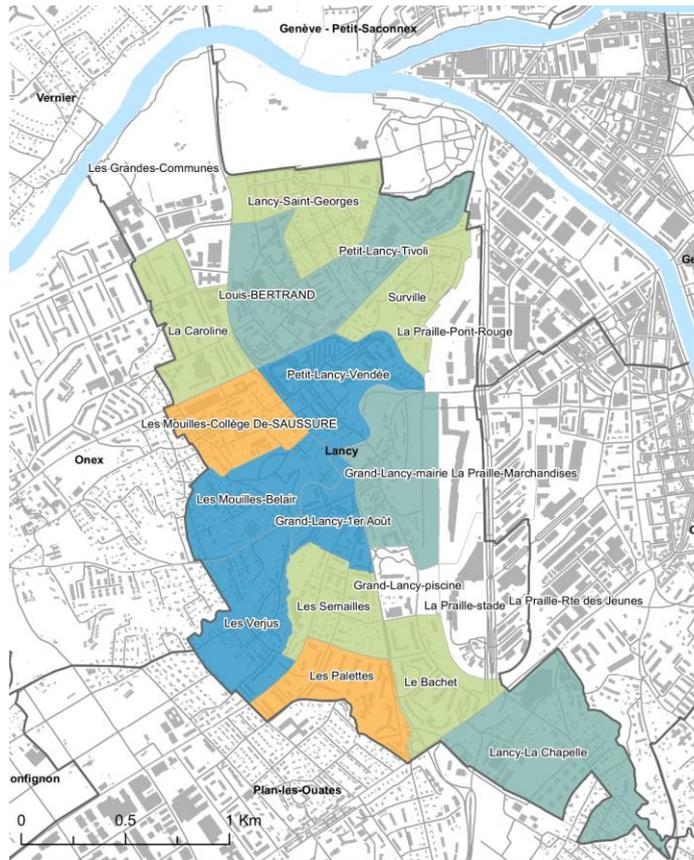 Genève - Petit-Saconnex
Vernier
Les Grandes-Communes
Lancy-Saint-Georges
Petit-Lancy-Tivoli
Ge
Louis-BERTRAND
Surville
La Caroline
La Praille-Pont-Rouge
Petit-Lancy-Vendée
Les Mouilles-Collège De-SAUSSURE
Lancy
Onex
Grand-Lancy-mairie La Praille-Marchandises
Les Mouilles-Belair
Grand-Lancy-1er Août
C
Grand-Lancy-piscine
Les Semailles
La Praille-stade
La Praille-Rte des Jeunes
Les Verjus
Les Palettes
Le Bachet
Lancy-La Chapelle
onfignon
Plan-les-Ouates
0 0.5 1 Km